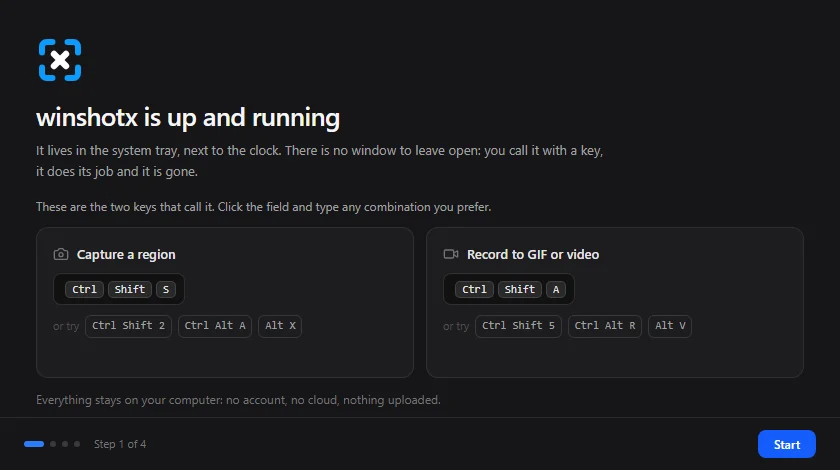 winshotx is up and running
It lives in the system tray, next to the clock. There is no window to leave open: you call it with a key,
it does its job and it is gone.
These are the two keys that call it. Click the field and type any combination you prefer.
Capture a region
Ctrl Shift S
or try Ctrl Shift 2 Ctrl Alt A Alt X
Record to GIF or video
Ctrl Shift A
or try Ctrl Shift 5 Ctrl Alt R Alt V
Everything stays on your computer: no account, no cloud, nothing uploaded.
Step 1 of 4
Start